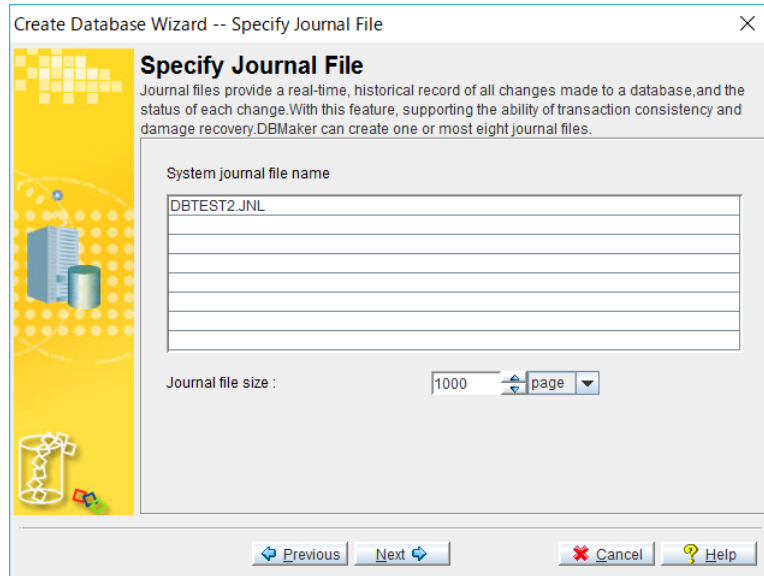 Create Database Wizard -- Specify Journal File
Specify Journal File
Journal files provide a real-time, historical record of all changes made to a database,and the
status of each change.With this feature, supporting the ability of transaction consistency and
damage recovery.DBMaker can create one or most eight journal files.
System journal file name
DBTEST2.JNL
Journal file size : 1000 page
Previous Next Cancel Help